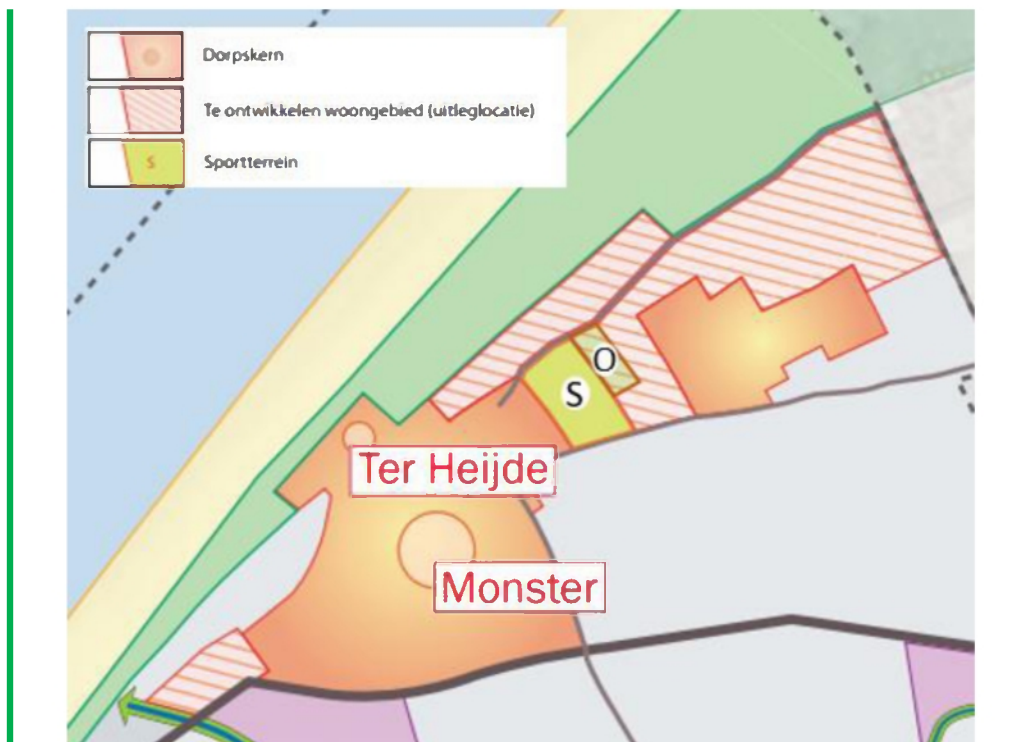 Dorpskern
Te ontwikkelen woongebied (uitleglocatie)
S
Sportterrein
O
S
Ter Heijde
Monster